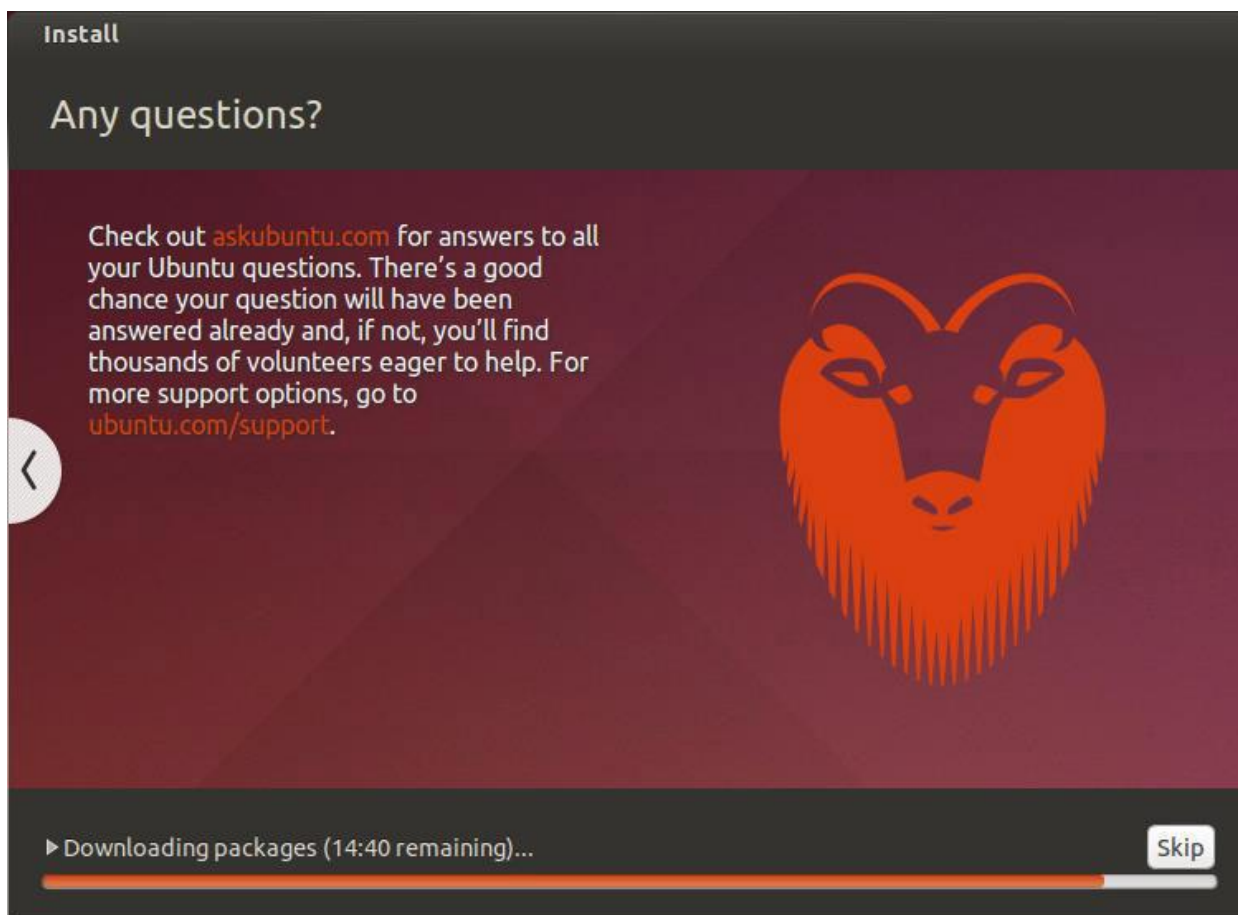 Install
Any questions?
Check out askubuntu.com for answers to all
your Ubuntu questions. There’s a good
chance your question will have been
answered already and, if not, you’ll find
thousands of volunteers eager to help. For
more support options, go to
ubuntu.com/support.
Downloading packages (14:40 remaining)...
Skip